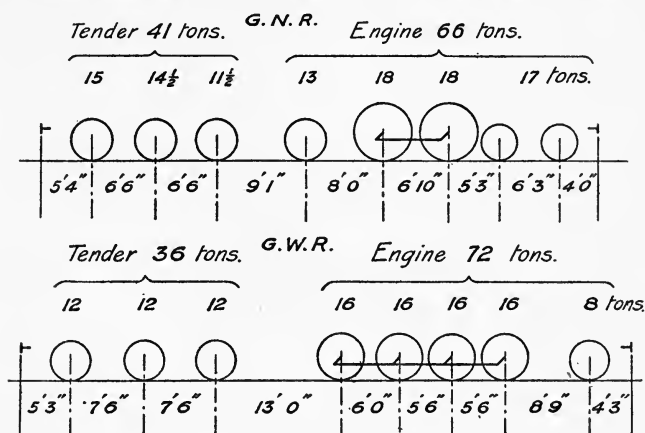 G.N.R.
Tender 41 tons. Engine 66 tons.
15 14½ 11½ 13 18 18 17 tons.
5'4" 6'6" 6'6" 9'1" 8'0" 6'10" 5'3" 6'3" 4'0"
G.W.R.
Tender 36 tons. Engine 72 tons.
12 12 12 16 16 16 16 8 tons.
5'3" 7'6" 7'6" 13'0" 6'0" 5'6" 5'6" 8'9" 4'3"